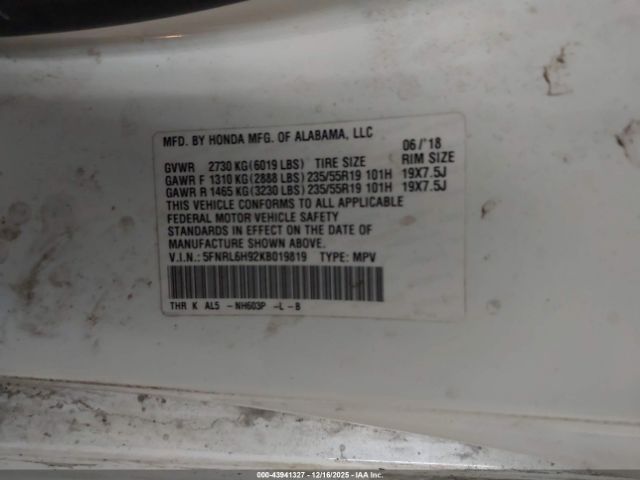 MFD. BY HONDA MFG. OF ALABAMA, LLC 06/'18
GVWR 2730 KG(6019 LBS) TIRE SIZE RIM SIZE
GAWR F 1310 KG(2888 LBS) 235/55R19 101H 19X7.5J
GAWR R 1465 KG(3230 LBS) 235/55R19 101H 19X7.5J
THIS VEHICLE CONFORMS TO ALL APPLICABLE
FEDERAL MOTOR VEHICLE SAFETY
STANDARDS IN EFFECT ON THE DATE OF
MANUFACTURE SHOWN ABOVE.
V.I.N.: 5FNRL6H92KB019819 TYPE: MPV
THR K AL5 -NH603P -L -B
000-43941327 - 12/16/2025 - IAA Inc.